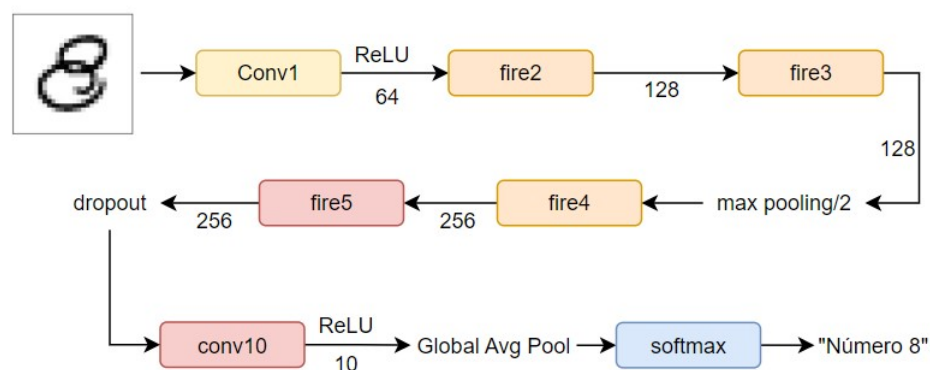 Conv1
ReLU
64
fire2
128
fire3
128
max pooling/2
fire4
256
fire5
256
dropout
conv10
ReLU
10
Global Avg Pool
softmax
"Número 8"